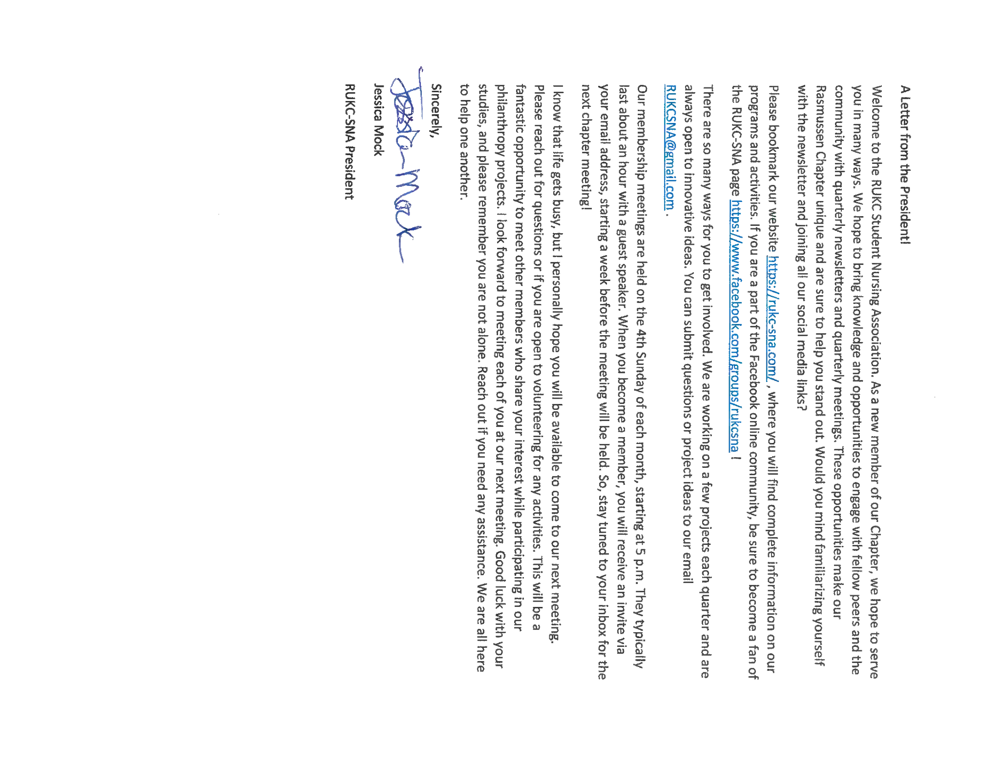 A Letter from the President!
Welcome to the RUKC Student Nursing Association. As a new member of our Chapter, we hope to serve
you in many ways. We hope to bring knowledge and opportunities to engage with fellow peers and the
community with quarterly newsletters and quarterly meetings. These opportunities make our
Rasmussen Chapter unique and are sure to help you stand out. Would you mind familiarizing yourself
with the newsletter and joining all our social media links?
Please bookmark our website https://rukc-sna.com/ , where you will find complete information on our
programs and activities. If you are a part of the Facebook online community, be sure to become a fan of
the RUKC-SNA page https://www.facebook.com/groups/rukcsna !
There are so many ways for you to get involved. We are working on a few projects each quarter and are
always open to innovative ideas. You can submit questions or project ideas to our email
RUKCSNA@gmail.com .
Our membership meetings are held on the 4th Sunday of each month, starting at 5 p.m. They typically
last about an hour with a guest speaker. When you become a member, you will receive an invite via
your email address, starting a week before the meeting will be held. So, stay tuned to your inbox for the
next chapter meeting!
I know that life gets busy, but I personally hope you will be available to come to our next meeting.
Please reach out for questions or if you are open to volunteering for any activities. This will be a
fantastic opportunity to meet other members who share your interest while participating in our
philanthropy projects. I look forward to meeting each of you at our next meeting. Good luck with your
studies, and please remember you are not alone. Reach out if you need any assistance. We are all here
to help one another.
Sincerely,
Jessica Mock
Jessica Mock
RUKC-SNA President